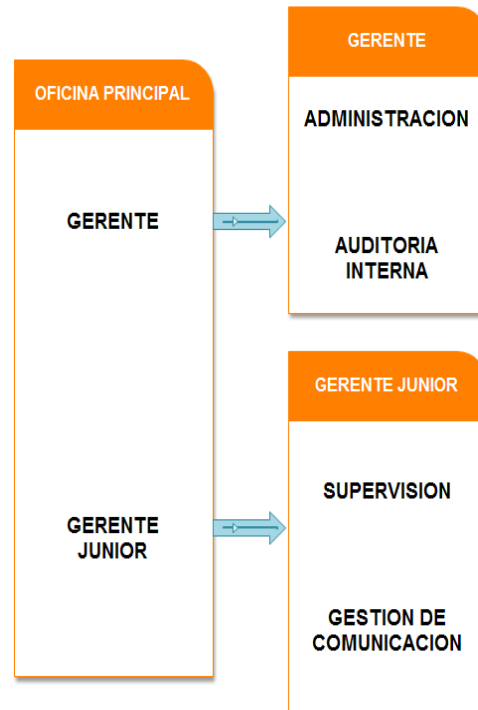 OFICINA PRINCIPAL
GERENTE
GERENTE
JUNIOR
GERENTE
ADMINISTRACION
AUDITORIA
INTERNA
GERENTE JUNIOR
SUPERVISION
GESTION DE
COMUNICACION